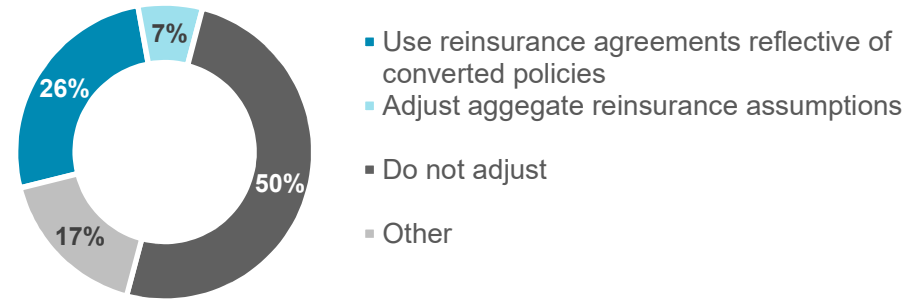 7%
26%
50%
17%
Use reinsurance agreements reflective of
converted policies
Adjust aggegate reinsurance assumptions
Do not adjust
Other